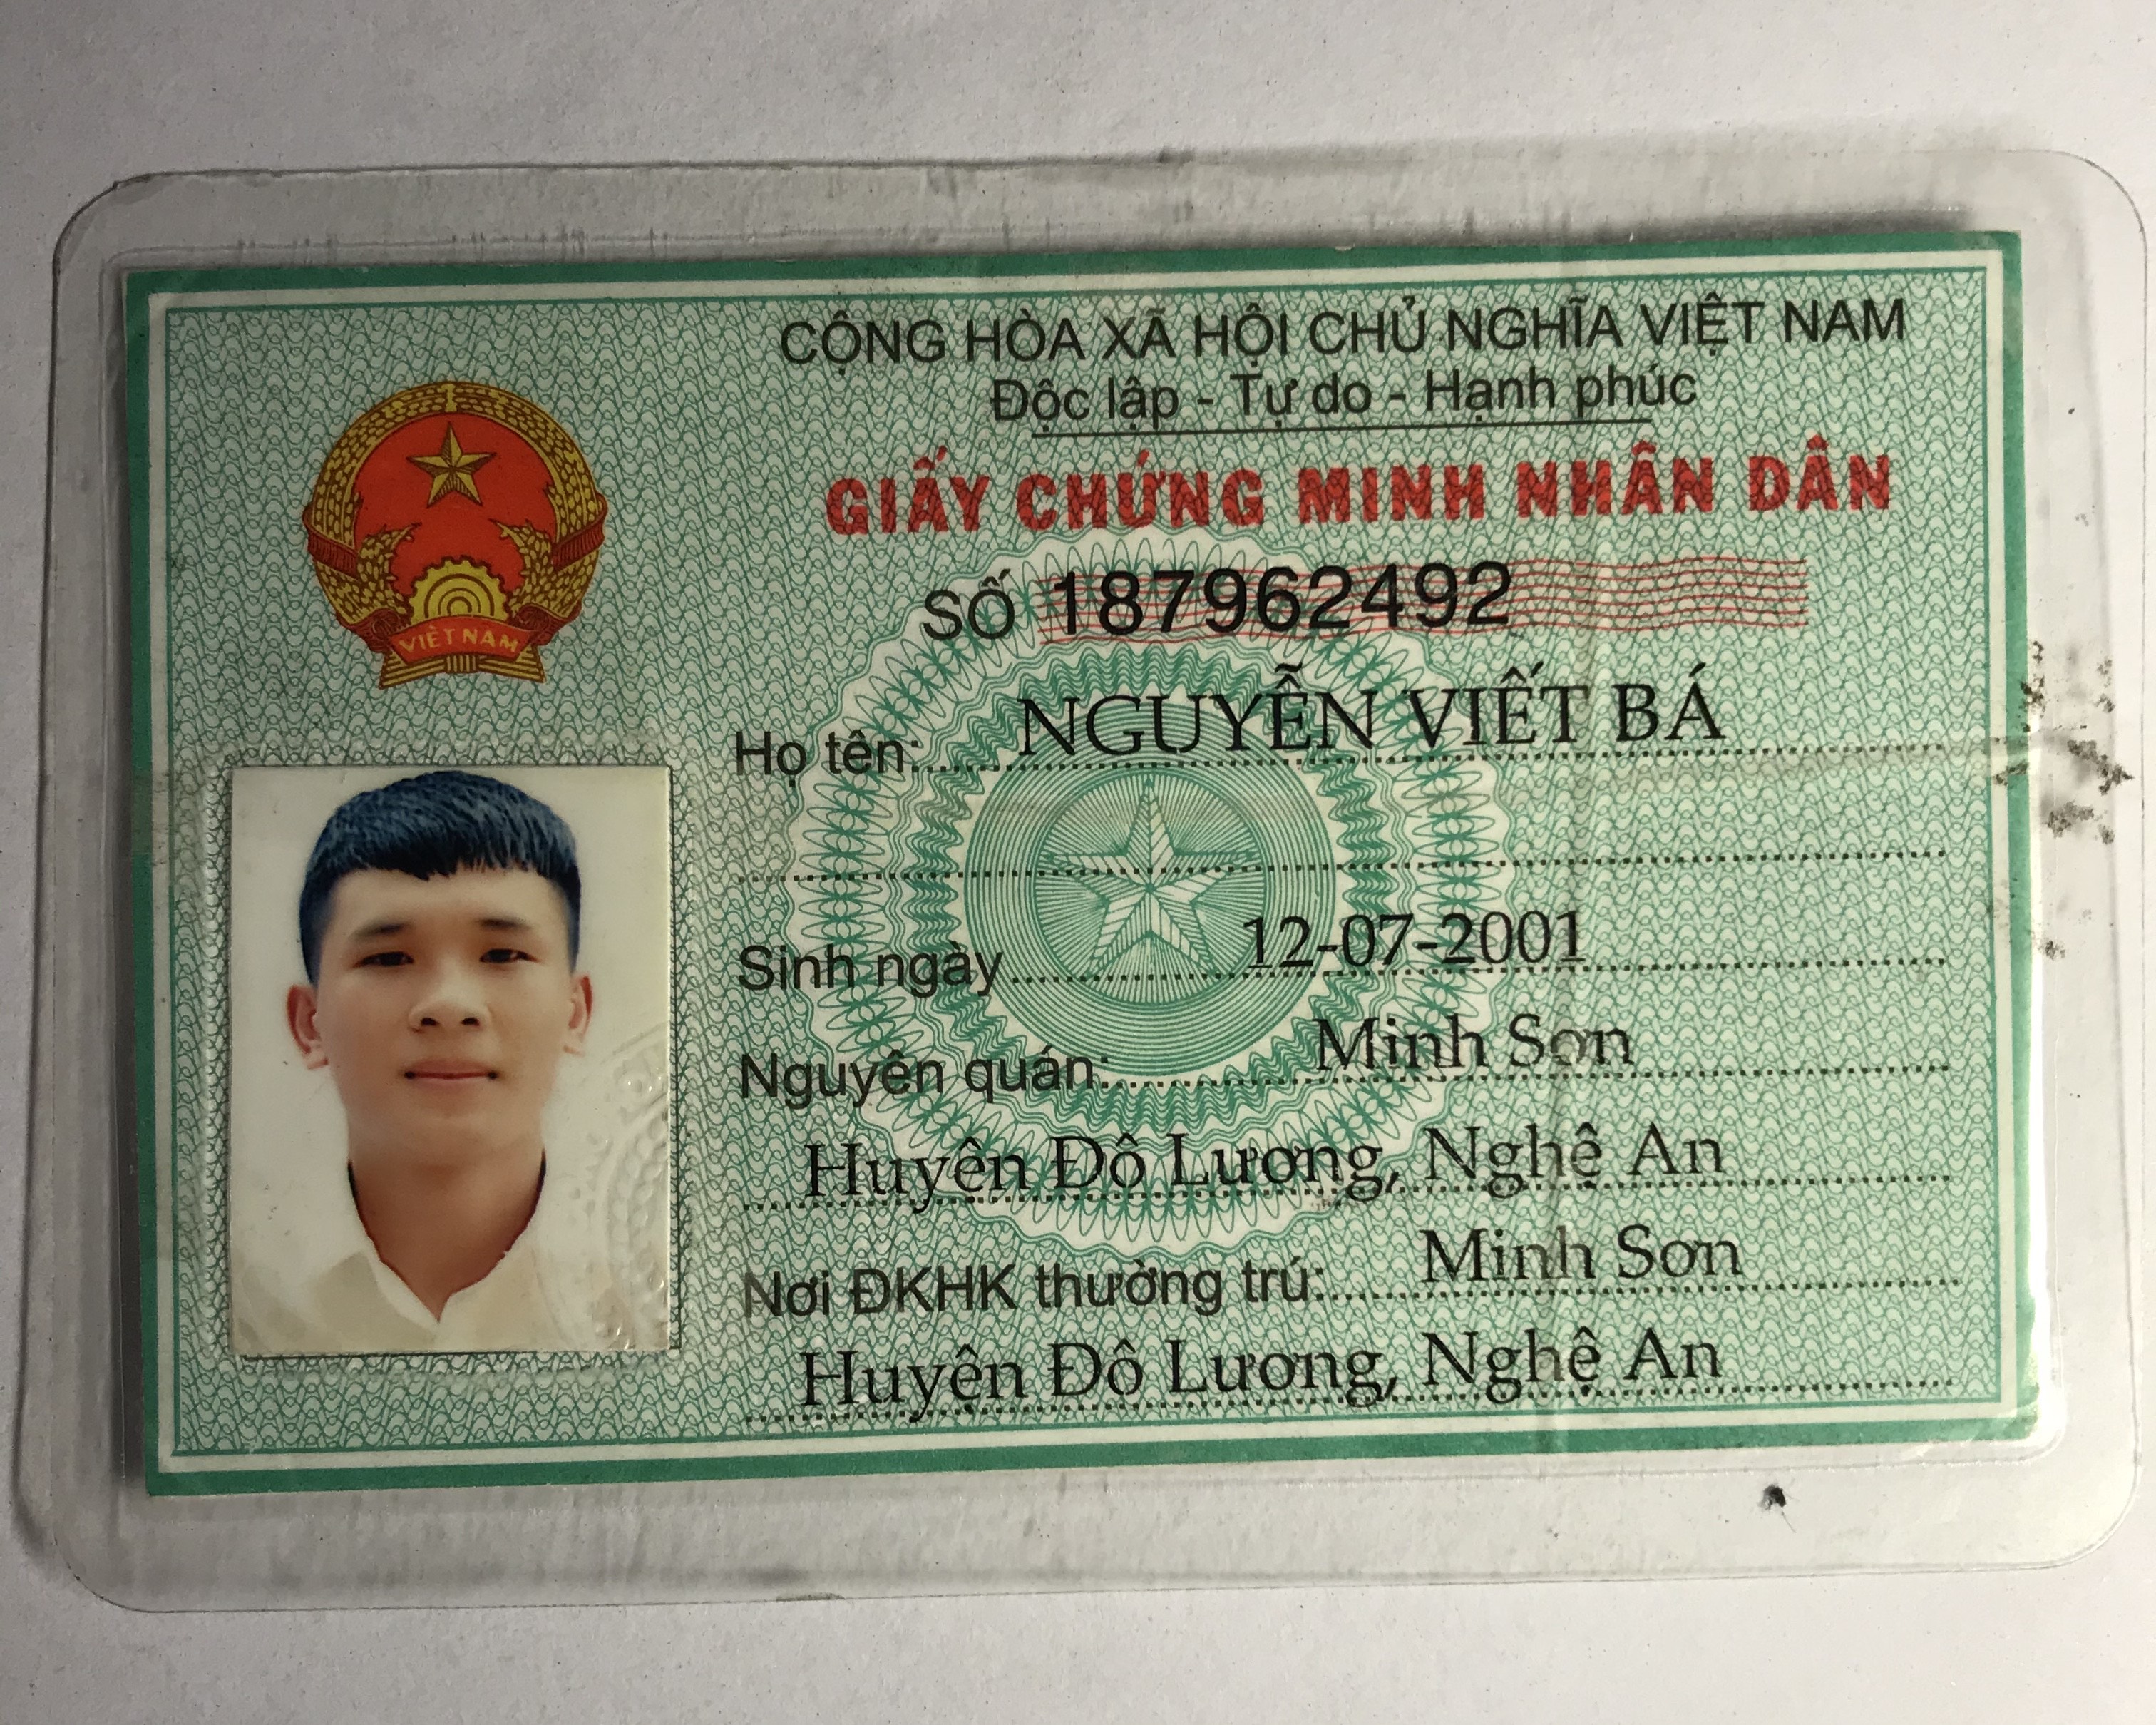 CỘNG HÒA XÃ HỘI CHỦ NGHĨA VIỆT NAM
Độc lập - Tự do - Hạnh phúc
GIẤY CHỨNG MINH NHÂN DÂN
SỐ 187962492
VIỆT NAM
Họ tên: NGUYỄN VIẾT BÁ
Sinh ngày 12-07-2001
Nguyên quán: Minh Sơn
Huyện Đô Lương, Nghệ An
Nơi ĐKHK thường trú: Minh Sơn
Huyện Đô Lương, Nghệ An